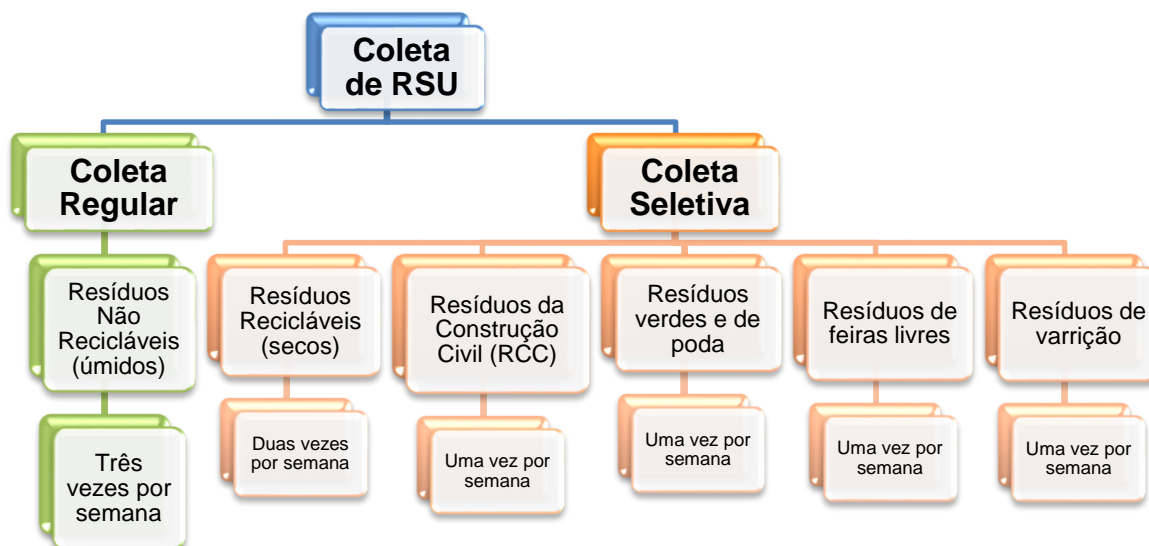 Coleta
de RSU
Coleta
Regular
Coleta
Seletiva
Resíduos
Não
Recicláveis
(úmidos)
Resíduos
Recicláveis
(secos)
Resíduos da
Construção
Civil (RCC)
Resíduos
verdes e de
poda
Resíduos de
feiras livres
Resíduos de
varrição
Três
vezes por
semana
Duas vezes
por semana
Uma vez por
semana
Uma vez por
semana
Uma vez por
semana
Uma vez por
semana